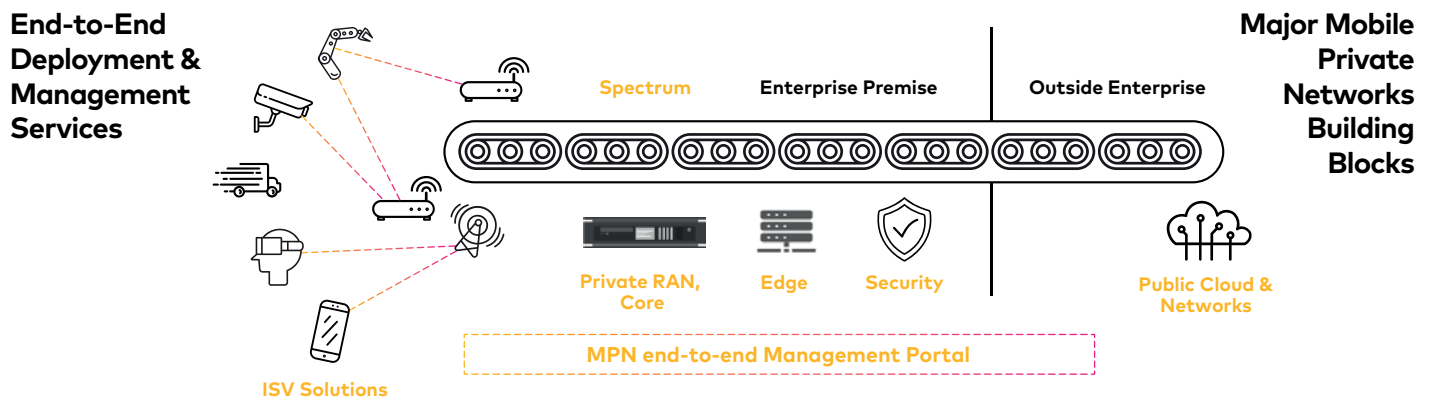 End-to-End
Deployment &
Management
Services
Major Mobile
Private
Networks
Building
Blocks
Spectrum
Enterprise Premise
Outside Enterprise
Private RAN,
Core
Edge
Security
Public Cloud &
Networks
MPN end-to-end Management Portal
ISV Solutions